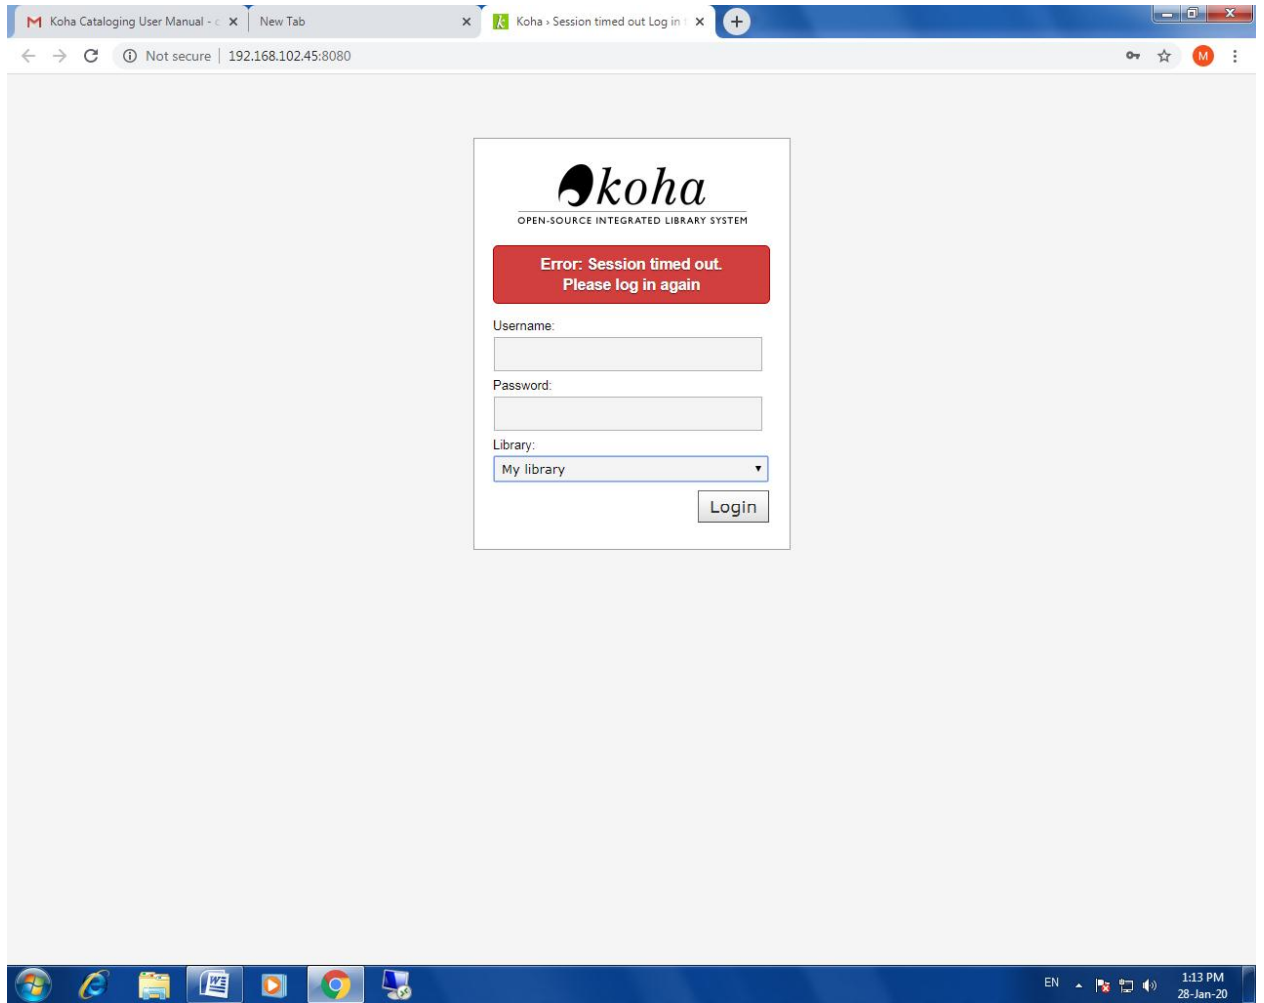 Koha Cataloging User Manual - c
New Tab
Koha › Session timed out Log in t
Not secure | 192.168.102.45:8080
M
koha
OPEN-SOURCE INTEGRATED LIBRARY SYSTEM
Error: Session timed out.
Please log in again
Username:
Password:
Library:
My library
Login
EN
1:13 PM
28-Jan-20